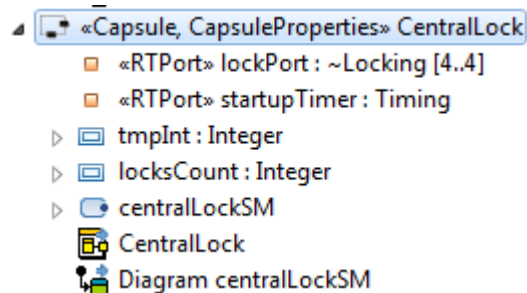 «Capsule, CapsuleProperties» CentralLock
«RTPort» lockPort : ~Locking [4..4]
«RTPort» startupTimer : Timing
tmpInt : Integer
locksCount : Integer
centralLockSM
CentralLock
Diagram centralLockSM